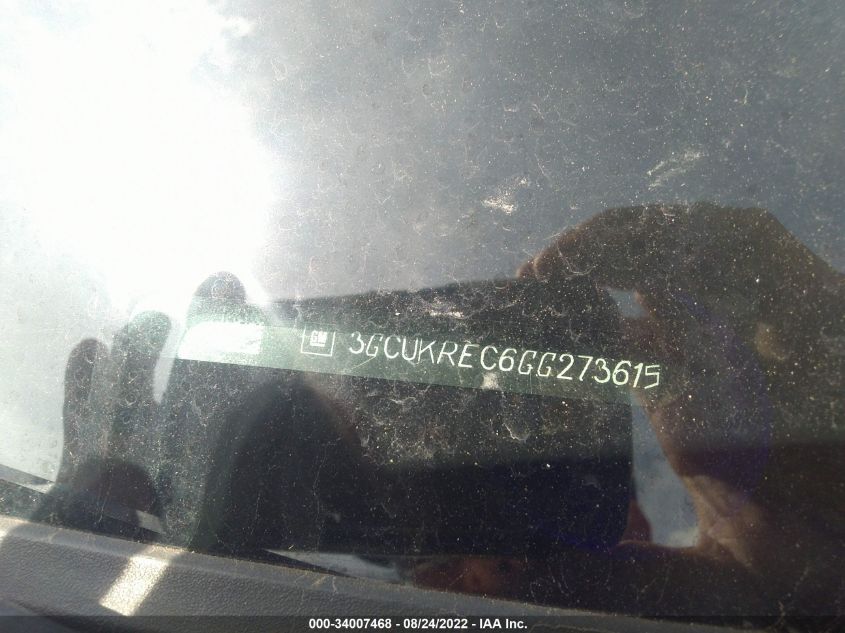 GM 3GCUKREC6GG273615
000-34007468 - 08/24/2022 - IAA Inc.